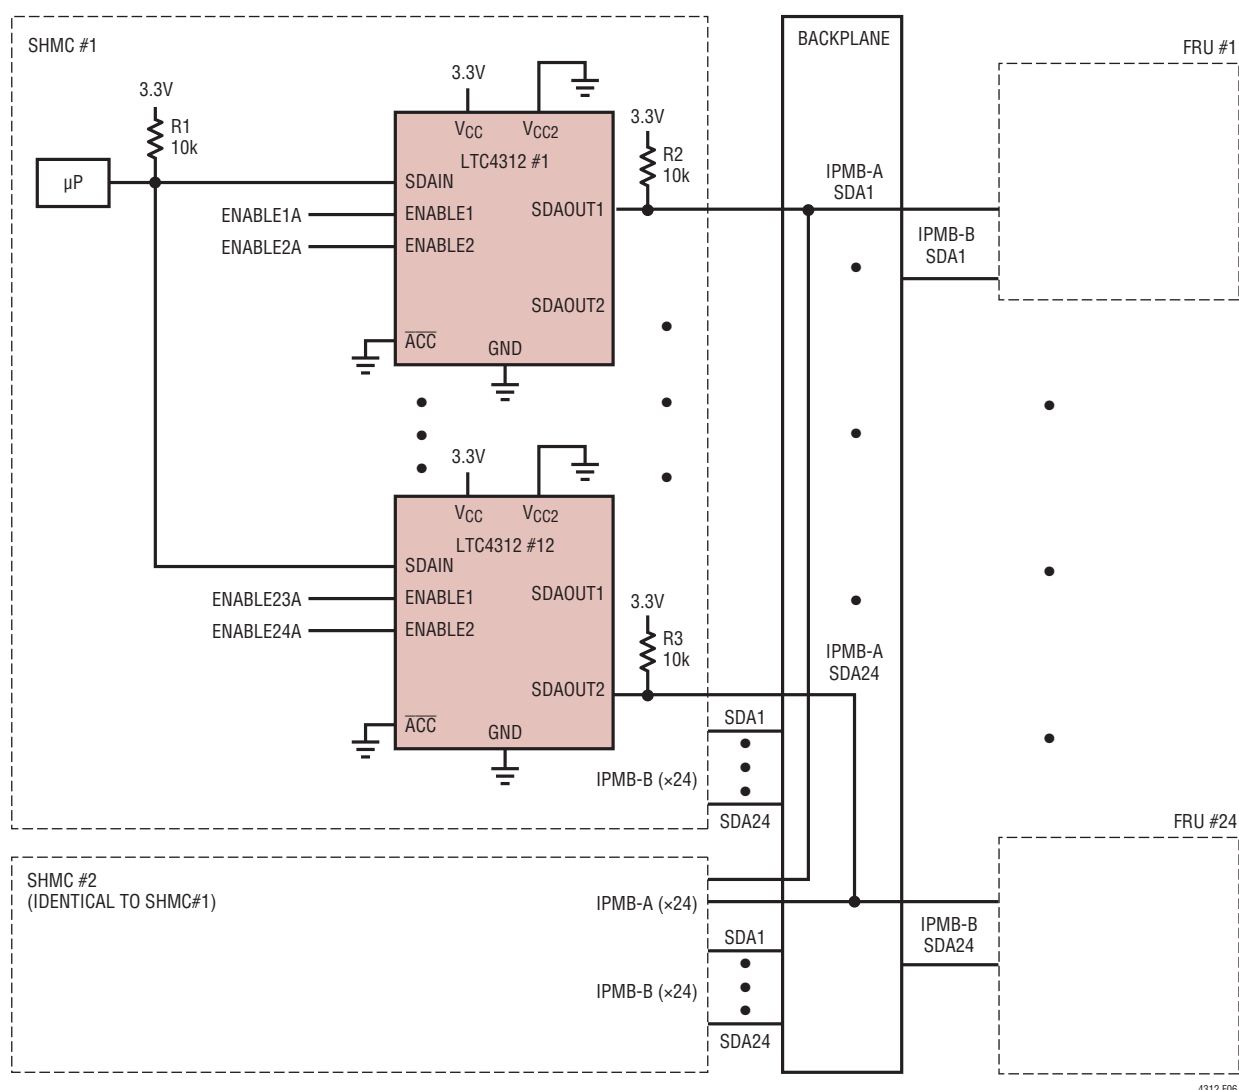 SHMC #1
BACKPLANE
FRU #1
3.3V
R1
10k
µP
3.3V
VCC
VCC2
LTC4312 #1
SDAIN
ENABLE1A
ENABLE1
ENABLE2A
ENABLE2
SDAOUT1
SDAOUT2
ACC
GND
3.3V
R2
10k
IPMB-A
SDA1
IPMB-B
SDA1
3.3V
VCC
VCC2
LTC4312 #12
SDAIN
ENABLE23A
ENABLE1
ENABLE24A
ENABLE2
SDAOUT1
SDAOUT2
ACC
GND
3.3V
R3
10k
IPMB-A
SDA24
SDA1
IPMB-B (×24)
SDA24
FRU #24
SHMC #2
(IDENTICAL TO SHMC#1)
IPMB-A (×24)
SDA1
IPMB-B (×24)
SDA24
IPMB-B
SDA24
4312 F06